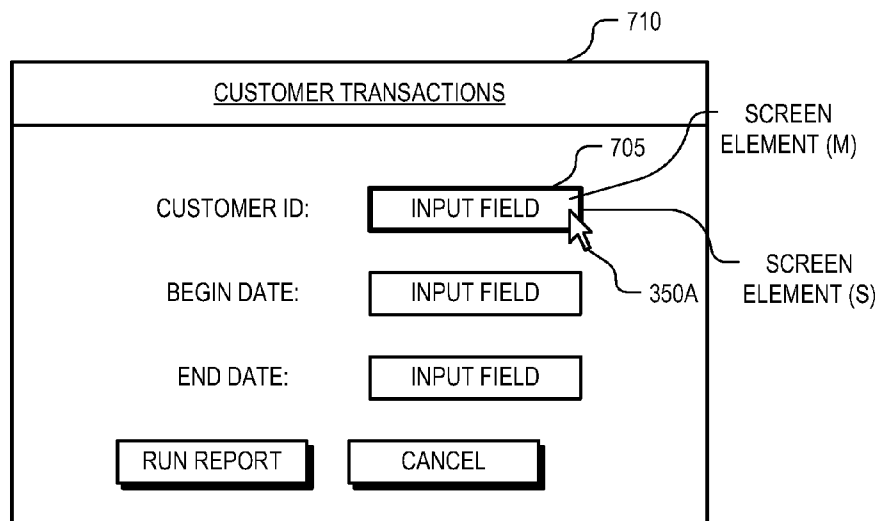 710
CUSTOMER TRANSACTIONS
SCREEN
ELEMENT (M)
705
CUSTOMER ID:
INPUT FIELD
SCREEN
ELEMENT (S)
BEGIN DATE:
INPUT FIELD
350A
END DATE:
INPUT FIELD
RUN REPORT
CANCEL